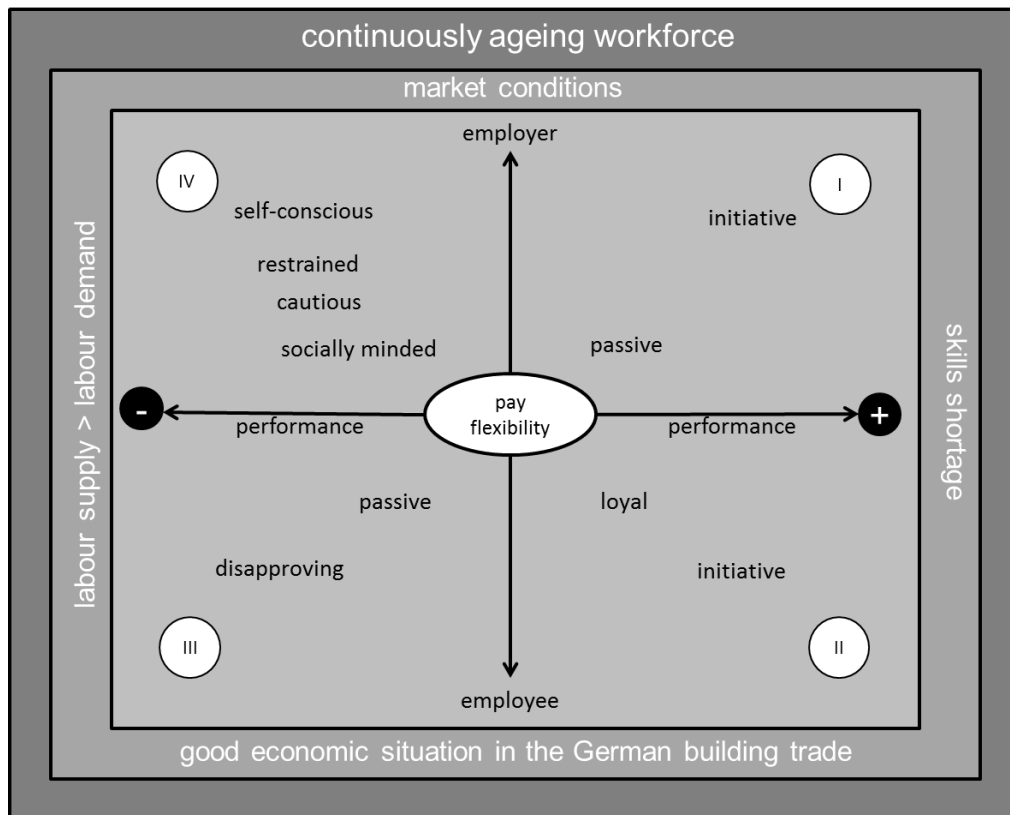 continuously ageing workforce
market conditions
employer
IV
I
self-conscious
initiative
restrained
cautious
socially minded
passive
labour supply > labour demand
skills shortage
-
pay
flexibility
+
performance
performance
passive
loyal
disapproving
initiative
III
II
employee
good economic situation in the German building trade